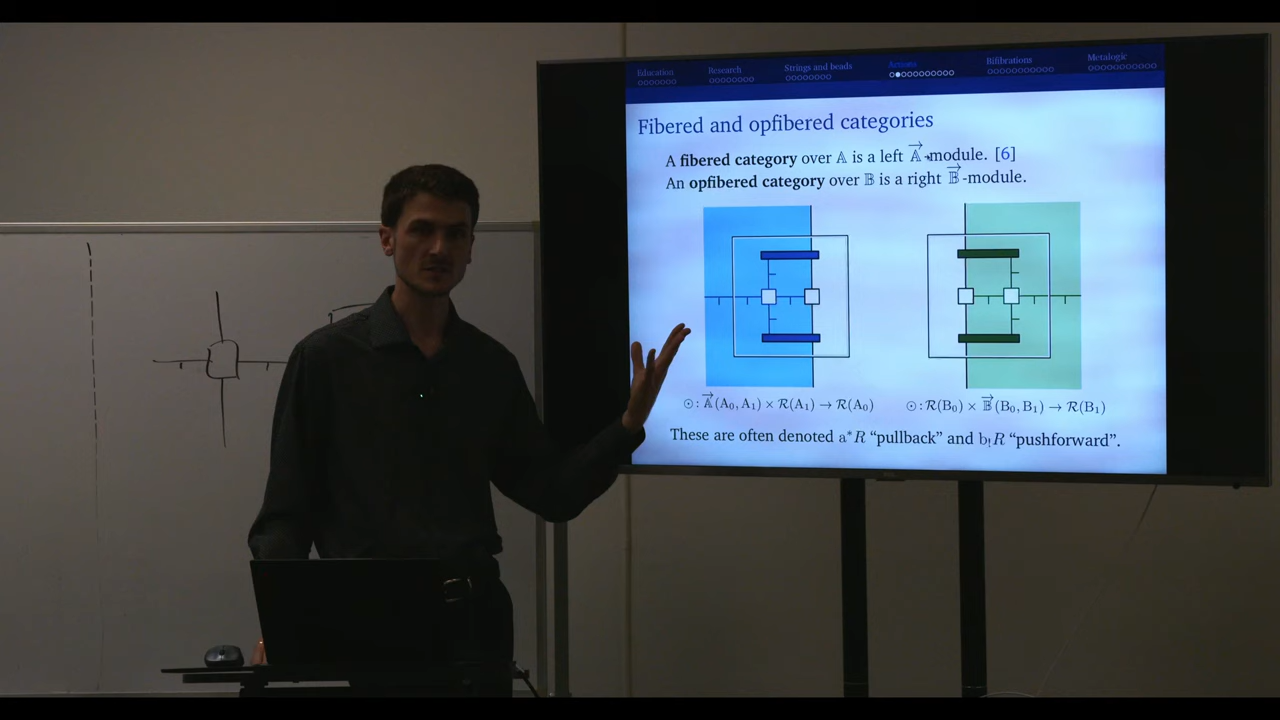 Education Research Strings and beads Actions Bifibrations Metalogic
Fibered and opfibered categories
A fibered category over 𝔸 is a left 𝔸⃗-module. [6]
An opfibered category over 𝔹 is a right 𝔹⃗-module.
⊙ : 𝔸⃗(A₀, A₁) × ℛ(A₁) → ℛ(A₀) ⊙ : ℛ(B₀) × 𝔹⃗(B₀, B₁) → ℛ(B₁)
These are often denoted a*R “pullback” and b!R “pushforward”.